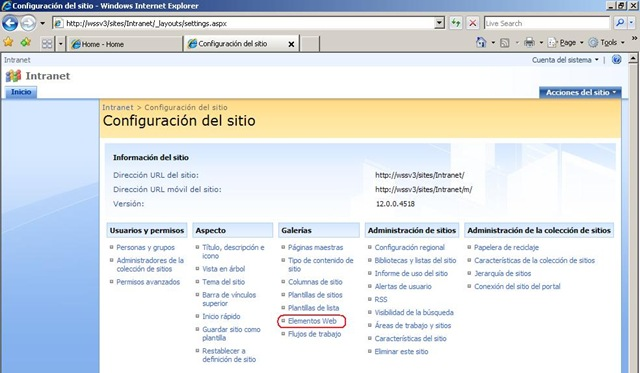 Configuración del sitio - Windows Internet Explorer
http://wssv3/sites/Intranet/_layouts/settings.aspx
Live Search
Home - Home
Configuración del sitio
Page
Tools
Intranet
Cuenta del sistema
Intranet
Inicio
Acciones del sitio
Intranet > Configuración del sitio
Configuración del sitio
Información del sitio
Dirección URL del sitio: http://wssv3/sites/Intranet/
Dirección URL móvil del sitio: http://wssv3/sites/Intranet/m/
Versión: 12.0.0.4518
Usuarios y permisos
Personas y grupos
Administradores de la
colección de sitios
Permisos avanzados
Aspecto
Título, descripción e
icono
Vista en árbol
Tema del sitio
Barra de vínculos
superior
Inicio rápido
Guardar sitio como
plantilla
Restablecer a
definición de sitio
Galerías
Páginas maestras
Tipo de contenido de
sitio
Columnas de sitio
Plantillas de sitios
Plantillas de lista
Elementos Web
Flujos de trabajo
Administración de sitios
Configuración regional
Bibliotecas y listas del sitio
Informe de uso del sitio
Alertas de usuario
RSS
Visibilidad de la búsqueda
Áreas de trabajo y sitios
Características del sitio
Eliminar este sitio
Administración de la colección de sitios
Papelera de reciclaje
Características de la colección de sitios
Jerarquía de sitios
Conexión del sitio del portal